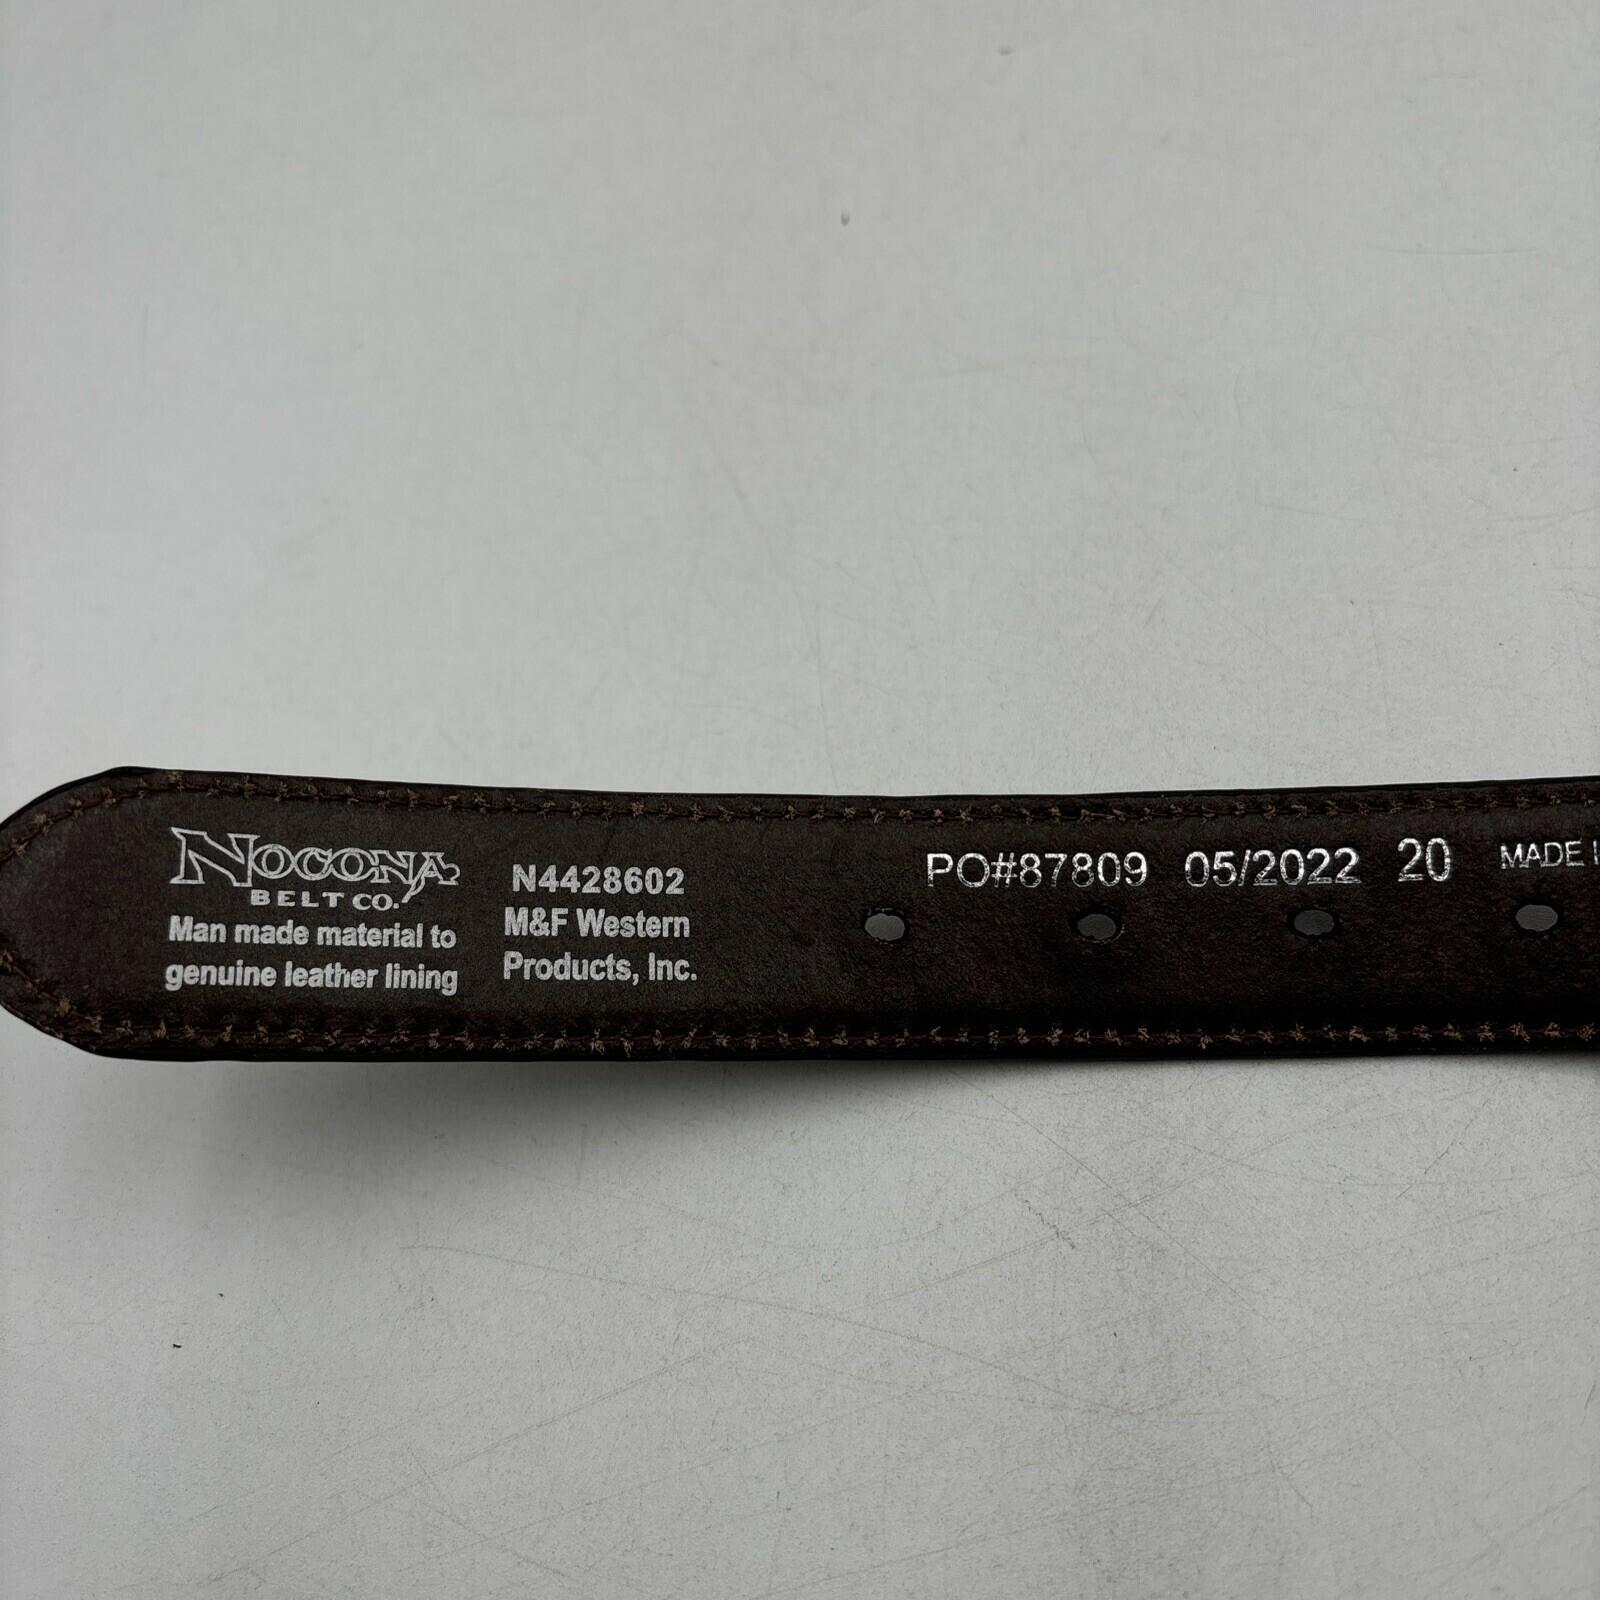 NOCONA
BELT CO.
Man made material to
genuine leather lining
N4428602
M&F Western
Products, Inc.
PO#87809 05/2022 20 MADE